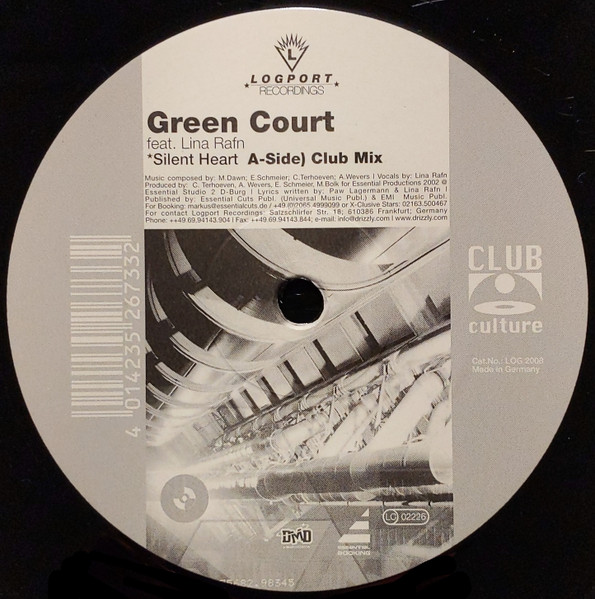 L
LOGPORT
RECORDINGS
Green Court
feat. Lina Rafn
*Silent Heart A-Side) Club Mix
Music composed by: M.Dawn; E.Schmeier; C.Terhoeven; A.Wevers I Vocals by: Lina Rafn
Produced by: C. Terhoeven, A. Wevers, E. Schmeier, M.Bolk for Essential Productions 2002 @
Essential Studio 2 D-Burg I Lyrics written by: Paw Lagermann & Lina Rafn I
Published by: Essential Cuts Publ. (Universal Music Publ.) & EMI Music Publ.
For Booking: markus@essentialcuts.de / +49 (0)2065.4999099 or X-Clusive Stars: 02163.500467
For contact Logport Recordings: Salzschlirfer Str. 18; 610386 Frankfurt; Germany
Phone: ++49.69.94143.904 I Fax: ++49.69.94143.844; e-mail: info@drizzly.com I www.drizzly.com
4 014235 267332
CLUB
culture
Cat.No.: LOG 2008
Made in Germany
DMD
ESSENTIAL
BOOKING
LC 02226